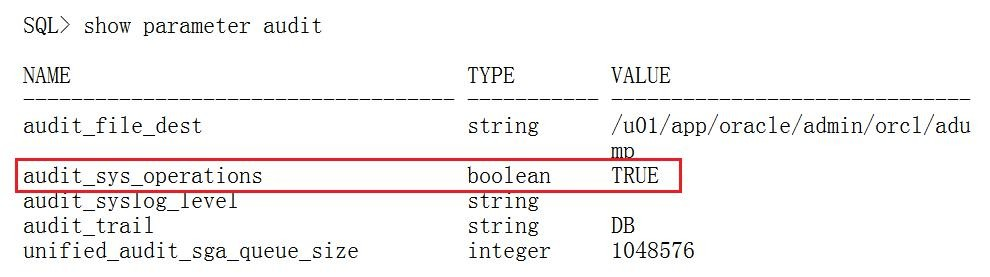 SQL> show parameter audit
NAME TYPE VALUE
------------------------------------ ----------- ------------------------------
audit_file_dest string /u01/app/oracle/admin/orcl/adu
mp
audit_sys_operations boolean TRUE
audit_syslog_level string
audit_trail string DB
unified_audit_sga_queue_size integer 1048576